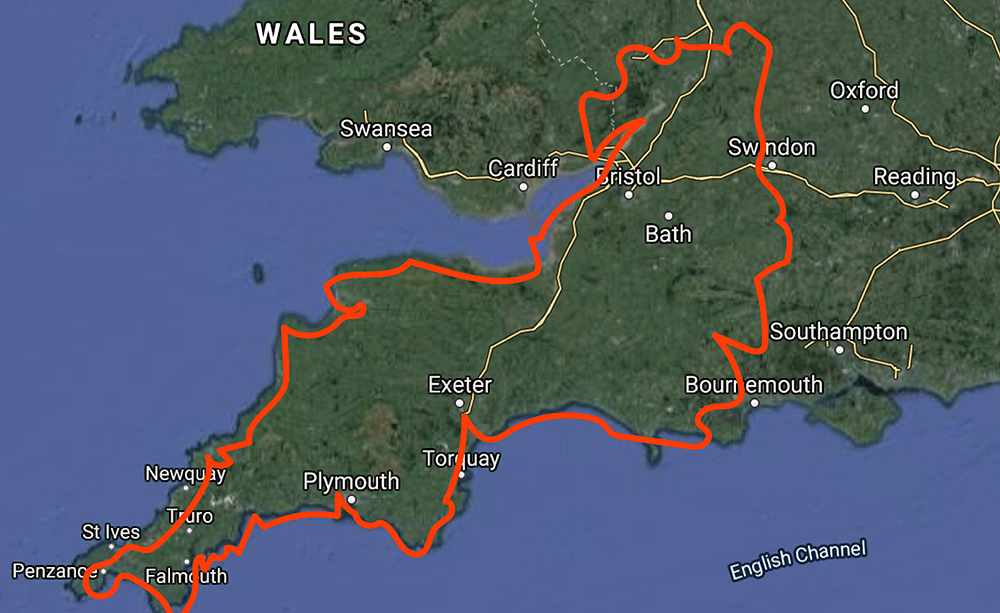 WALES
Oxford
Swansea
Swindon
Cardiff
Bristol
Reading
Bath
Southampton
Exeter
Bournemouth
Torquay
Newquay
Plymouth
Truro
St Ives
English Channel
Penzance
Falmouth